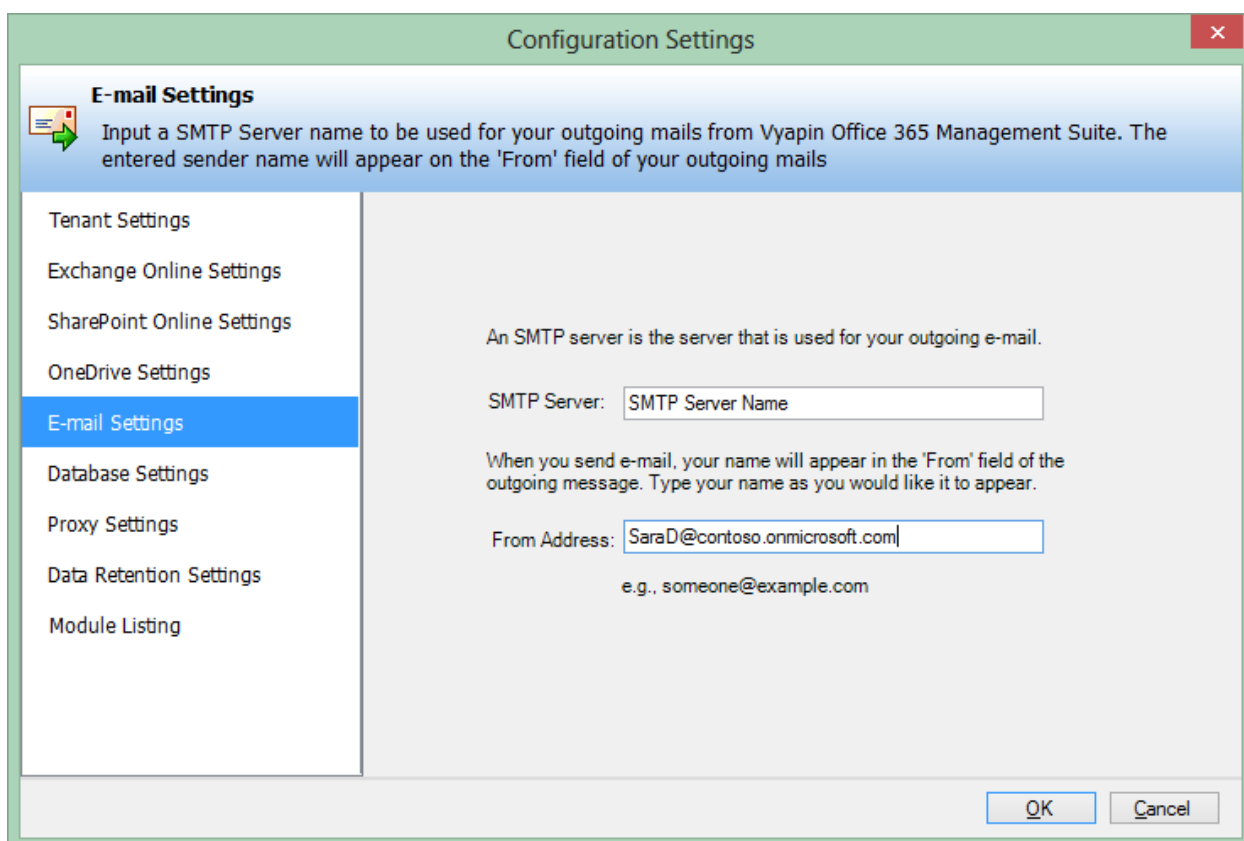 Configuration Settings
E-mail Settings
Input a SMTP Server name to be used for your outgoing mails from Vyapin Office 365 Management Suite. The
entered sender name will appear on the 'From' field of your outgoing mails
Tenant Settings
Exchange Online Settings
SharePoint Online Settings
OneDrive Settings
E-mail Settings
Database Settings
Proxy Settings
Data Retention Settings
Module Listing
An SMTP server is the server that is used for your outgoing e-mail.
SMTP Server: SMTP Server Name
When you send e-mail, your name will appear in the 'From' field of the
outgoing message. Type your name as you would like it to appear.
From Address: SaraD@contoso.onmicrosoft.com
e.g., someone@example.com
OK Cancel